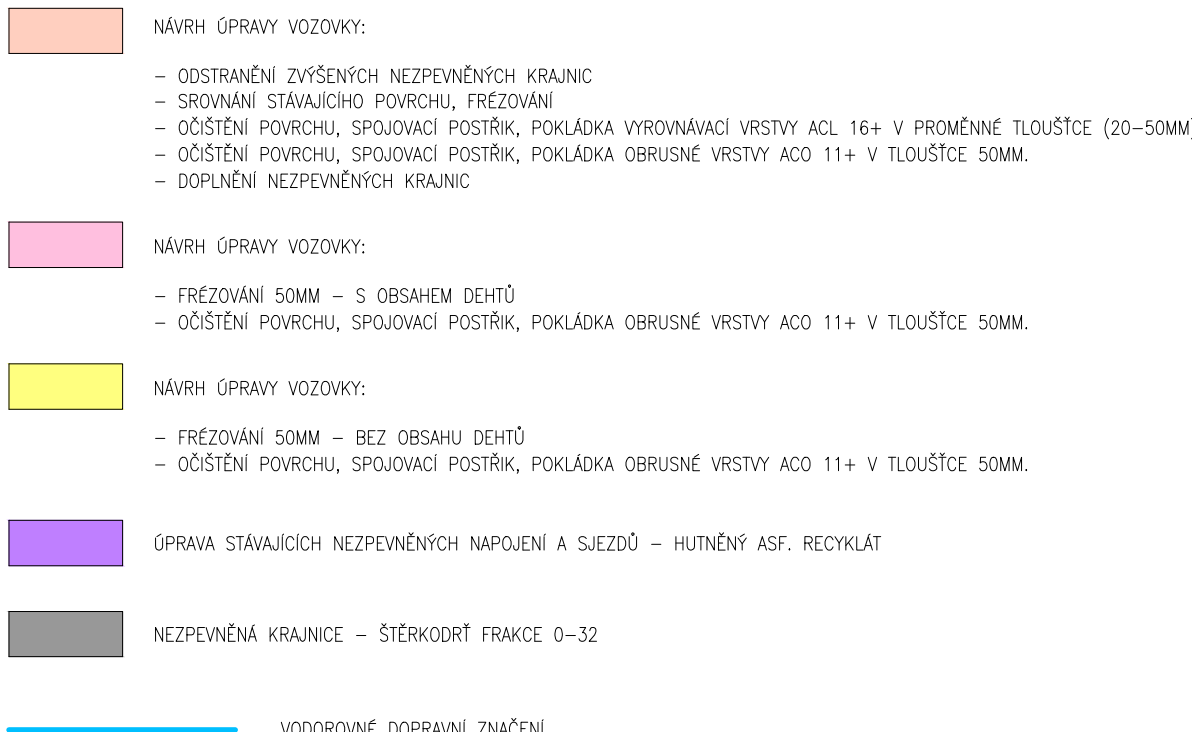 NÁVRH ÚPRAVY VOZOVKY:
– ODSTRANĚNÍ ZVÝŠENÝCH NEZPEVNĚNÝCH KRAJNIC
– SROVNÁNÍ STÁVAJÍCÍHO POVRCHU, FRÉZOVÁNÍ
– OČIŠTĚNÍ POVRCHU, SPOJOVACÍ POSTŘIK, POKLÁDKA VYROVNÁVACÍ VRSTVY ACL 16+ V PROMĚNNÉ TLOUŠŤCE (20–50MM)
– OČIŠTĚNÍ POVRCHU, SPOJOVACÍ POSTŘIK, POKLÁDKA OBRUSNÉ VRSTVY ACO 11+ V TLOUŠŤCE 50MM.
– DOPLNĚNÍ NEZPEVNĚNÝCH KRAJNIC
NÁVRH ÚPRAVY VOZOVKY:
– FRÉZOVÁNÍ 50MM – S OBSAHEM DEHTŮ
– OČIŠTĚNÍ POVRCHU, SPOJOVACÍ POSTŘIK, POKLÁDKA OBRUSNÉ VRSTVY ACO 11+ V TLOUŠŤCE 50MM.
NÁVRH ÚPRAVY VOZOVKY:
– FRÉZOVÁNÍ 50MM – BEZ OBSAHU DEHTŮ
– OČIŠTĚNÍ POVRCHU, SPOJOVACÍ POSTŘIK, POKLÁDKA OBRUSNÉ VRSTVY ACO 11+ V TLOUŠŤCE 50MM.
ÚPRAVA STÁVAJÍCÍCH NEZPEVNĚNÝCH NAPOJENÍ A SJEZDŮ – HUTNĚNÝ ASF. RECYKLÁT
NEZPEVNĚNÁ KRAJNICE – ŠTĚRKODRŤ FRAKCE 0–32
VODOROVNÉ DOPRAVNÍ ZNAČENÍ